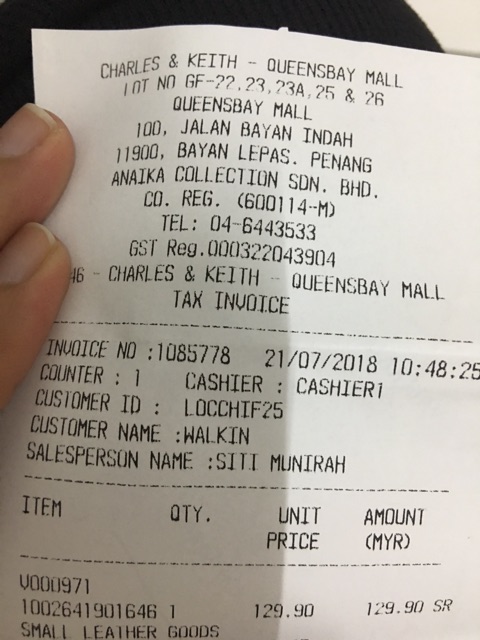 CHARLES & KEITH - QUEENSBAY MALL
LOT NO GF-22,23,23A,25 & 26
QUEENSBAY MALL
100, JALAN BAYAN INDAH
11900, BAYAN LEPAS. PENANG
ANAIKA COLLECTION SDN. BHD.
CO. REG. (600114-M)
TEL: 04-6443533
GST Reg.000322043904
46 - CHARLES & KEITH - QUEENSBAY MALL
TAX INVOICE
INVOICE NO :1085778 21/07/2018 10:48:25
COUNTER : 1 CASHIER : CASHIER1
CUSTOMER ID : LOCCHIF25
CUSTOMER NAME :WALKIN
SALESPERSON NAME :SITI MUNIRAH
ITEM QTY. UNIT AMOUNT
PRICE (MYR)
V000971
1002641901646 1 129.90 129.90 SR
SMALL LEATHER GOODS